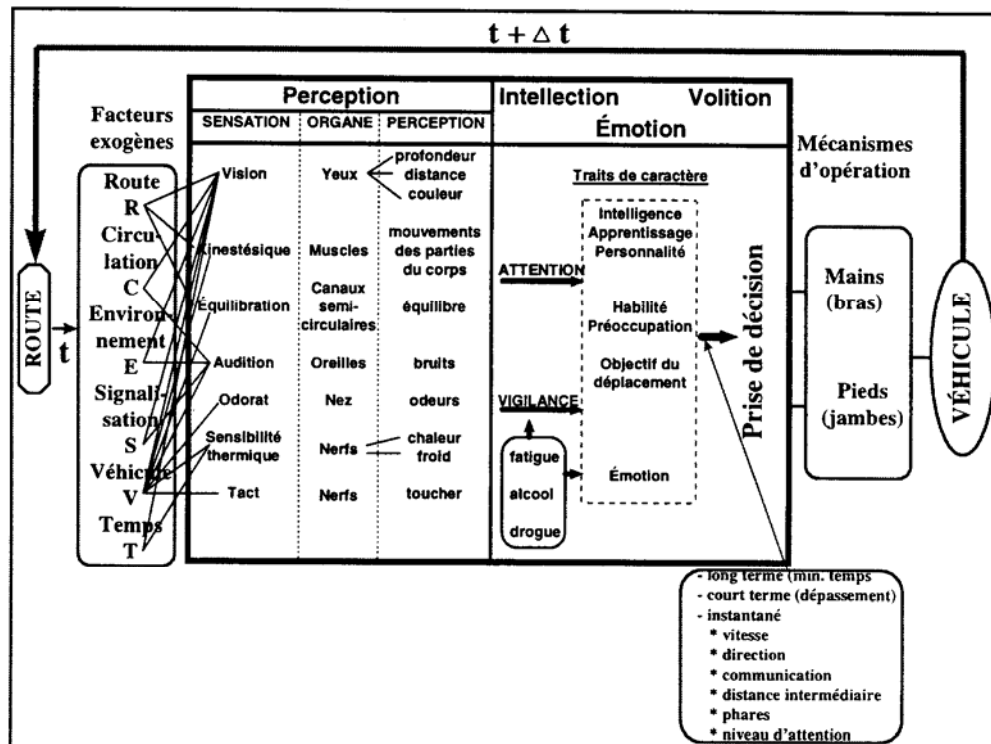 t + Δ t
Facteurs
exogènes
ROUTE
t
Route
R
Circu-
lation
C
Environ-
nement
E
Signali-
sation
S
Véhicule
V
Temps
T
Perception
SENSATION ORGANE PERCEPTION
Vision Yeux profondeur
distance
couleur
Kinestésique Muscles mouvements
des parties
du corps
Équilibration Canaux
semi-
circulaires
équilibre
Audition Oreilles bruits
Odorat Nez odeurs
Sensibilité
thermique
Nerfs chaleur
froid
Tact Nerfs toucher
Intellection Volition
Émotion
Traits de caractère
Intelligence
Apprentissage
Personnalité
ATTENTION
Habilité
Préoccupation
Objectif du
déplacement
VIGILANCE
fatigue
alcool
drogue
Émotion
Prise de décision
Mécanismes
d'opération
Mains
(bras)
Pieds
(jambes)
VÉHICULE
- long terme (min. temps
- court terme (dépassement)
- instantané
* vitesse
* direction
* communication
* distance intermédiaire
* phares
* niveau d'attention